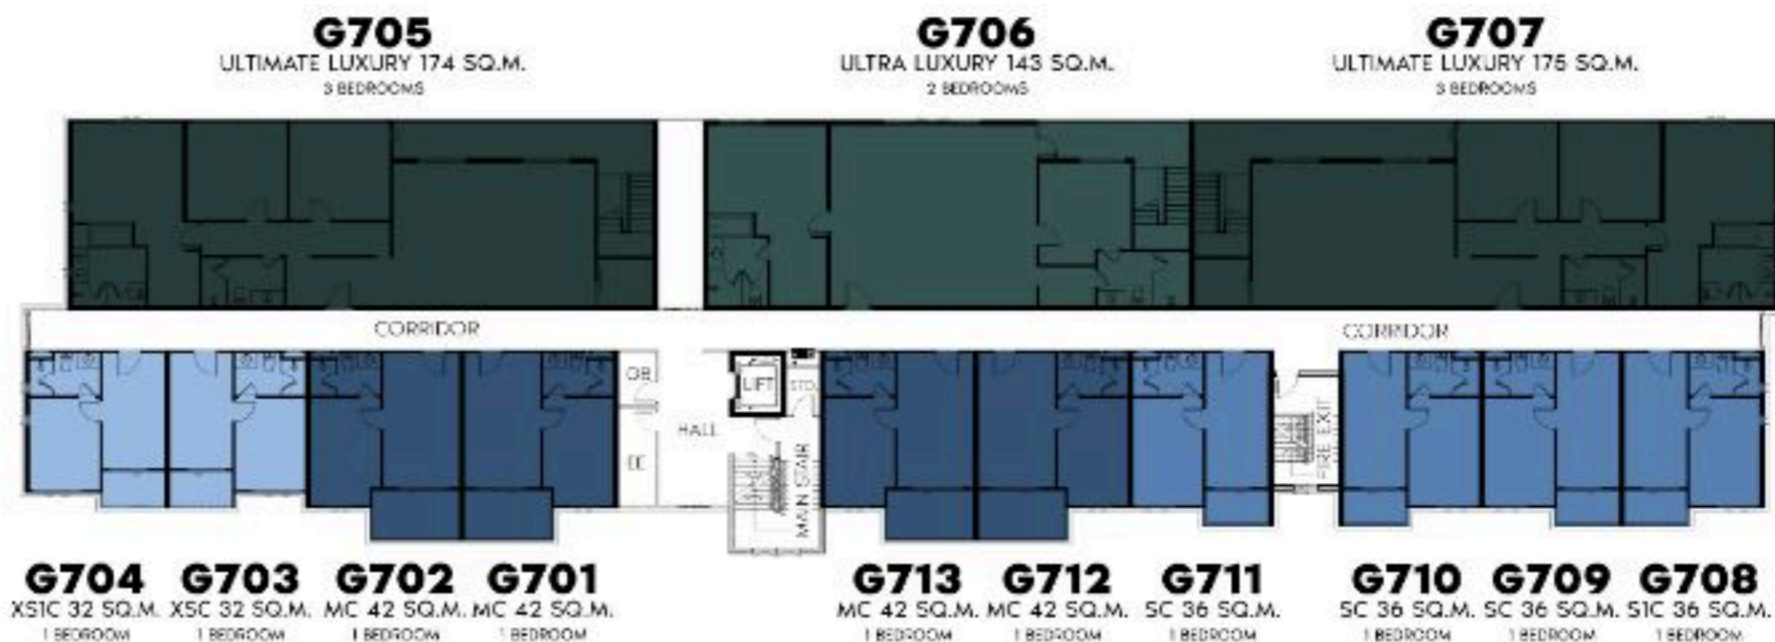 G705
ULTIMATE LUXURY 174 SQ.M.
3 BEDROOMS
G706
ULTRA LUXURY 143 SQ.M.
2 BEDROOMS
G707
ULTIMATE LUXURY 175 SQ.M.
3 BEDROOMS
CORRIDOR
CORRIDOR
GB
LIFT
STO.
HALL
EE
MAIN STAIR
FIRE EXIT
G704
XS1C 32 SQ.M.
1 BEDROOM
G703
XSC 32 SQ.M.
1 BEDROOM
G702
MC 42 SQ.M.
1 BEDROOM
G701
MC 42 SQ.M.
1 BEDROOM
G713
MC 42 SQ.M.
1 BEDROOM
G712
MC 42 SQ.M.
1 BEDROOM
G711
SC 36 SQ.M.
1 BEDROOM
G710
SC 36 SQ.M.
1 BEDROOM
G709
SC 36 SQ.M.
1 BEDROOM
G708
S1C 36 SQ.M.
1 BEDROOM